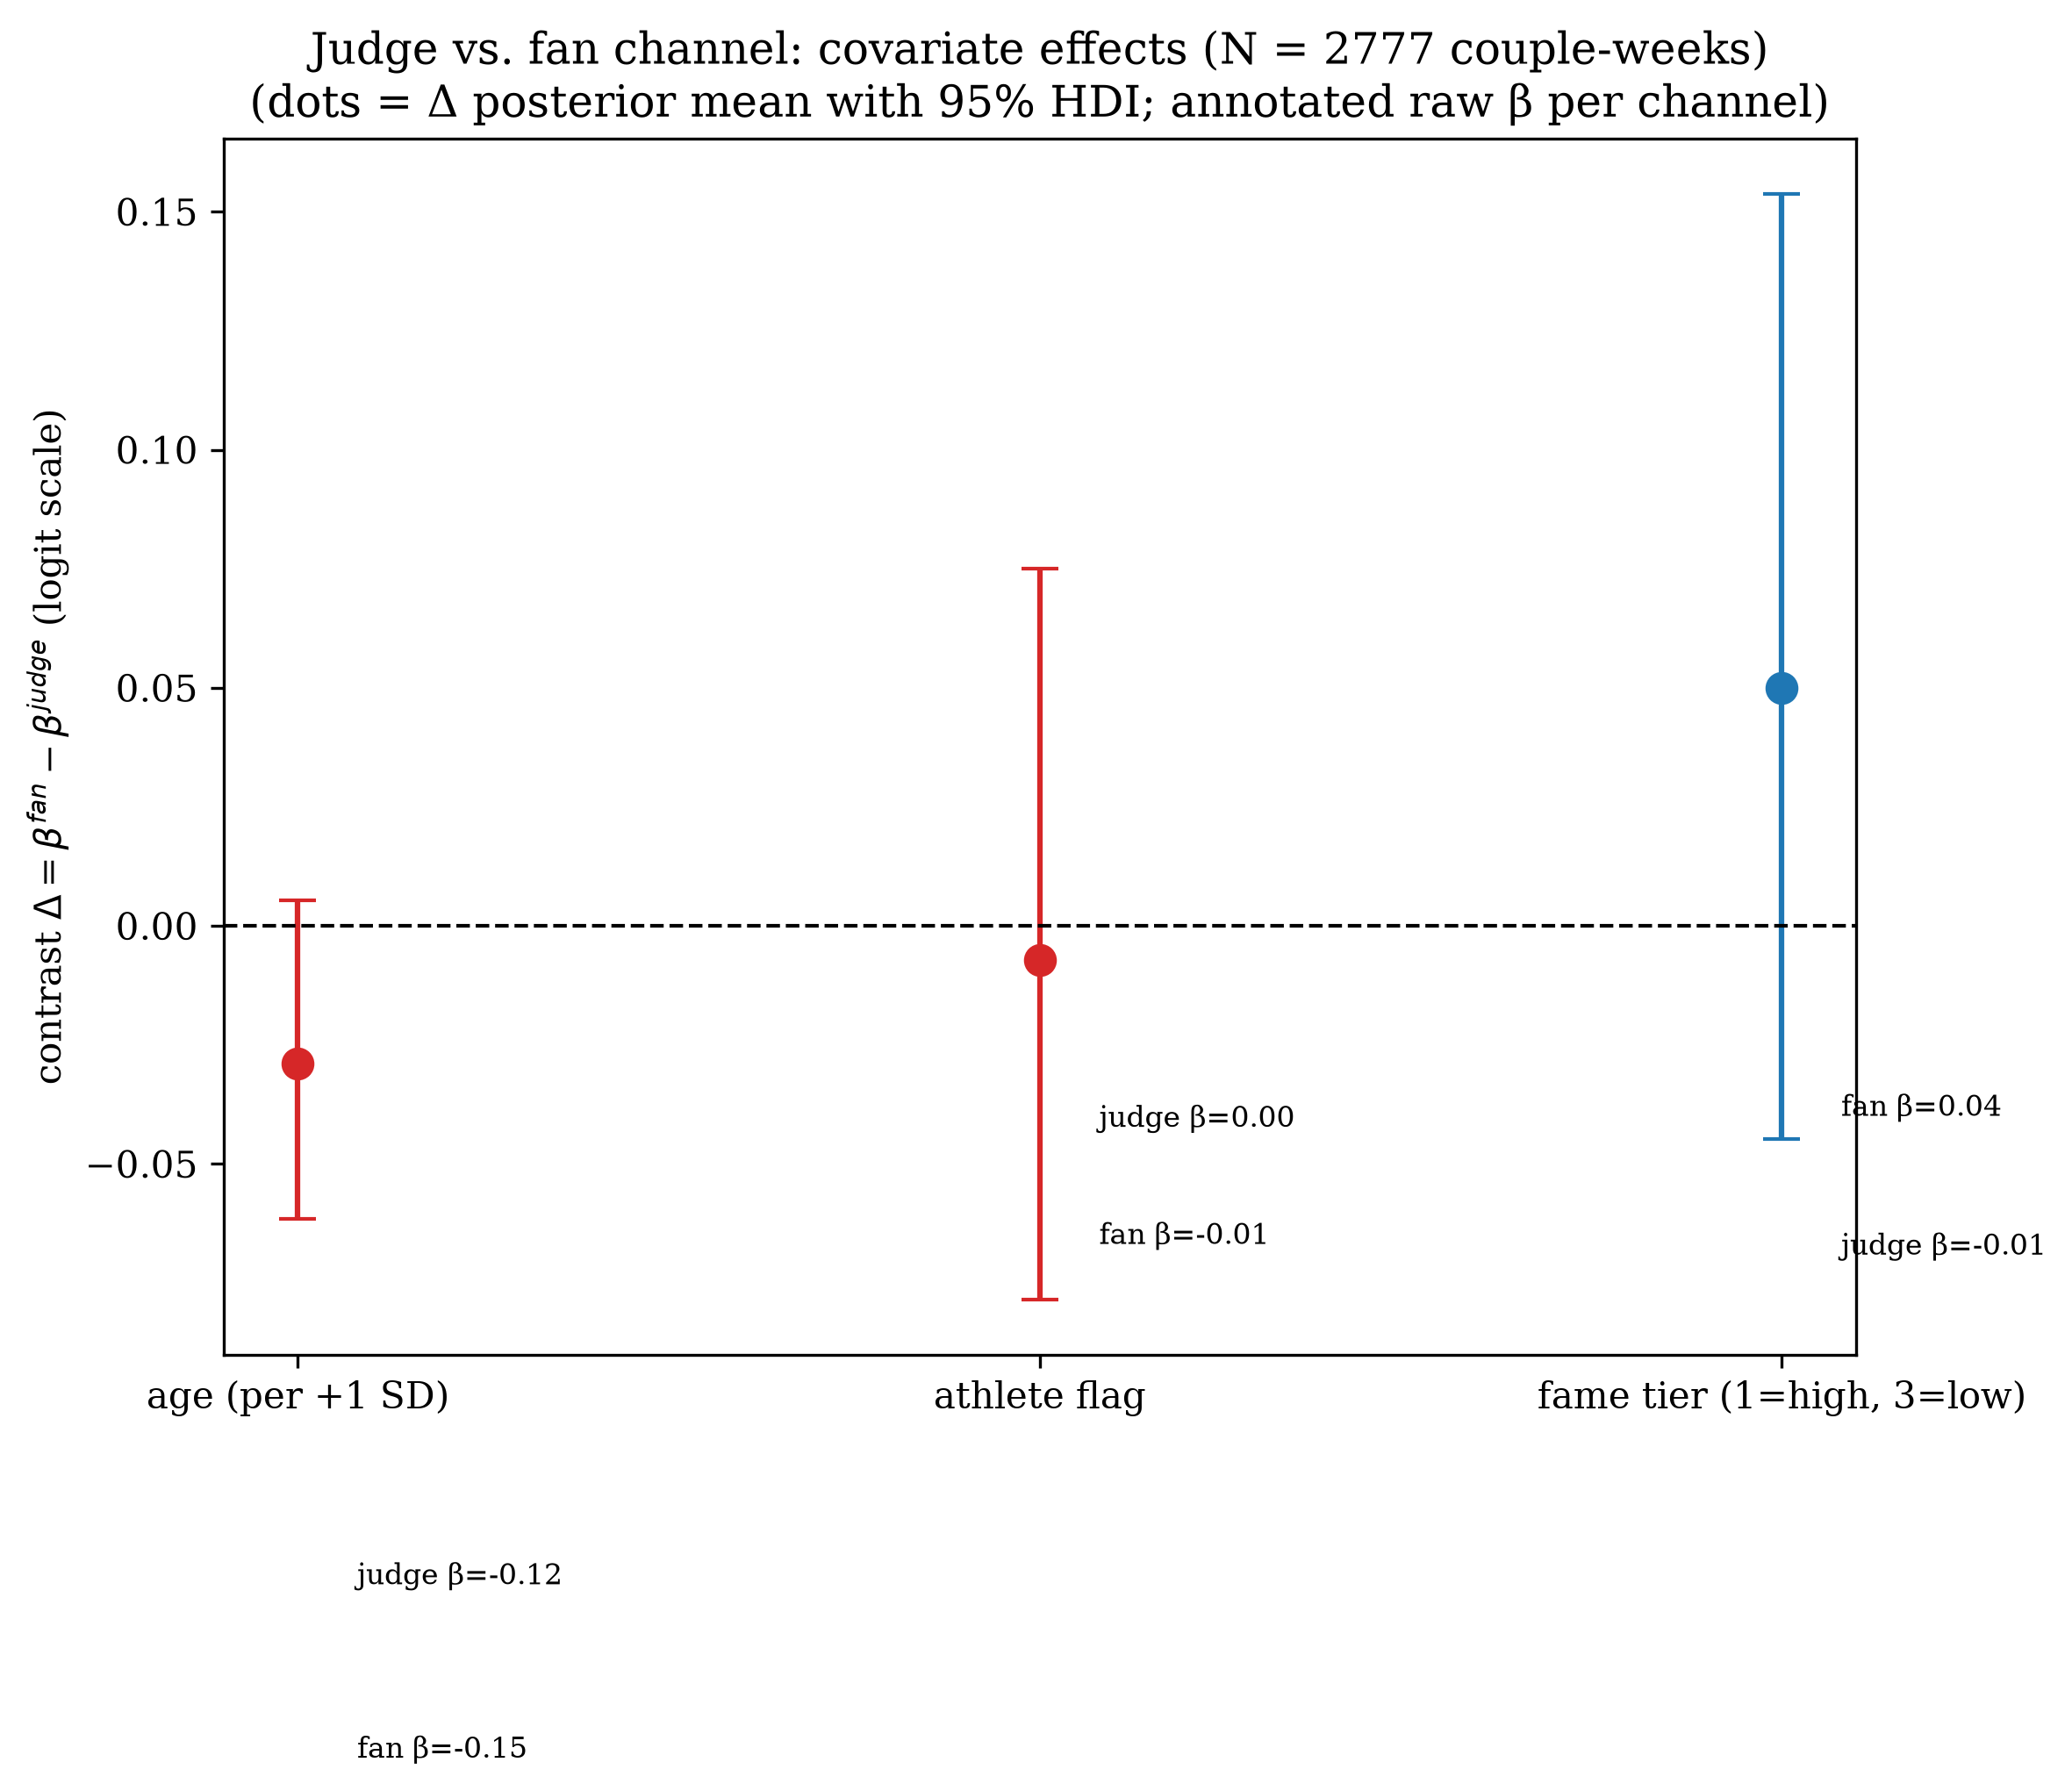 Judge vs. fan channel: covariate effects (N = 2777 couple-weeks)
(dots = Δ posterior mean with 95% HDI; annotated raw β per channel)
contrast Δ = β^fan − β^judge (logit scale)
0.15
0.10
0.05
0.00
−0.05
judge β=0.00
fan β=-0.01
fan β=0.04
judge β=-0.01
age (per +1 SD)
athlete flag
fame tier (1=high, 3=low)
judge β=-0.12
fan β=-0.15